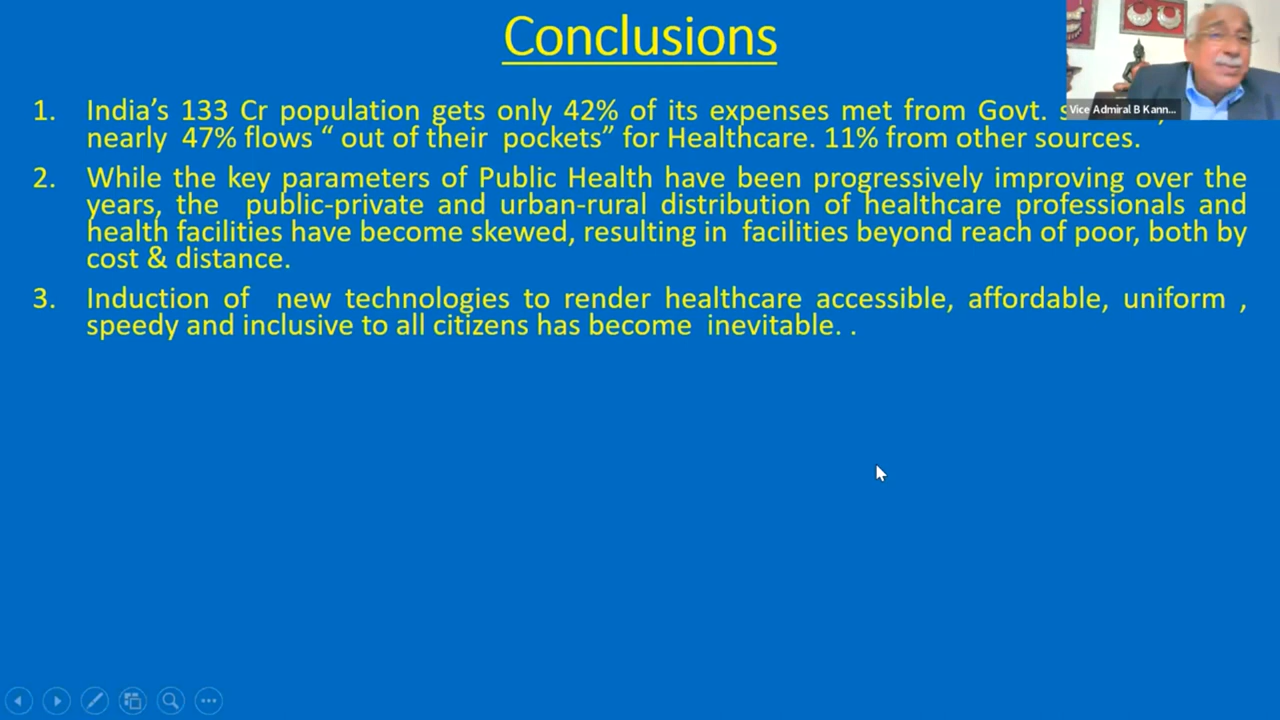 Conclusions
1. India's 133 Cr population gets only 42% of its expenses met from Govt.
nearly 47% flows “ out of their pockets” for Healthcare. 11% from other sources.
2. While the key parameters of Public Health have been progressively improving over the
years, the public-private and urban-rural distribution of healthcare professionals and
health facilities have become skewed, resulting in facilities beyond reach of poor, both by
cost & distance.
3. Induction of new technologies to render healthcare accessible, affordable, uniform ,
speedy and inclusive to all citizens has become inevitable. .
Vice Admiral B Kann...